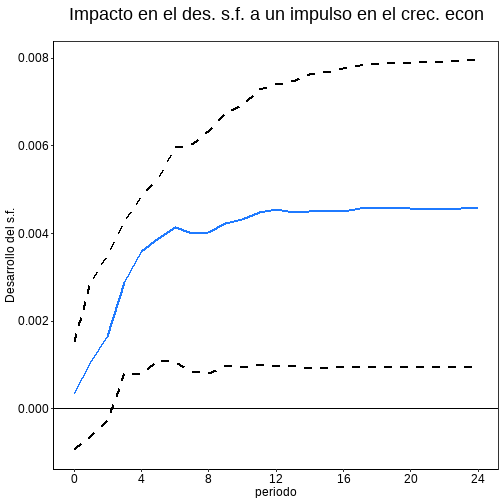 Impacto en el des. s.f. a un impulso en el crec. econ
0.008
0.006
0.004
0.002
0.000
Desarrollo del s.f.
0 4 8 12 16 20 24
periodo